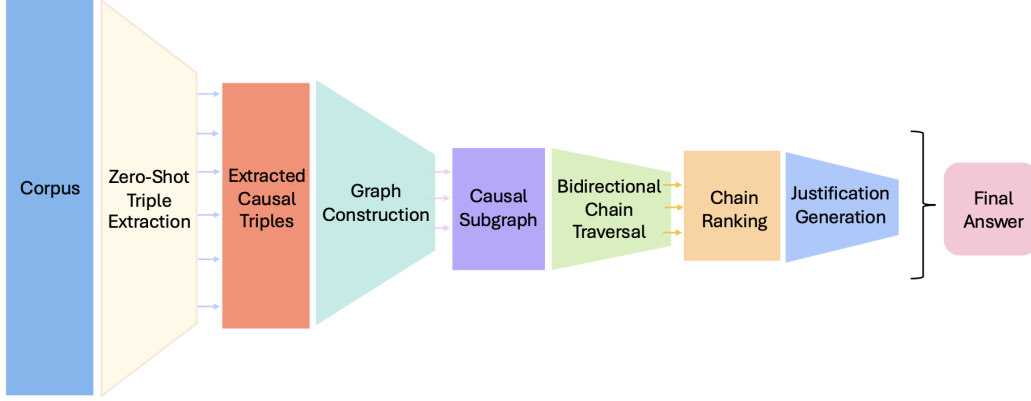 Corpus
Zero-Shot
Triple
Extraction
Extracted
Causal
Triples
Graph
Construction
Causal
Subgraph
Bidirectional
Chain
Traversal
Chain
Ranking
Justification
Generation
Final
Answer